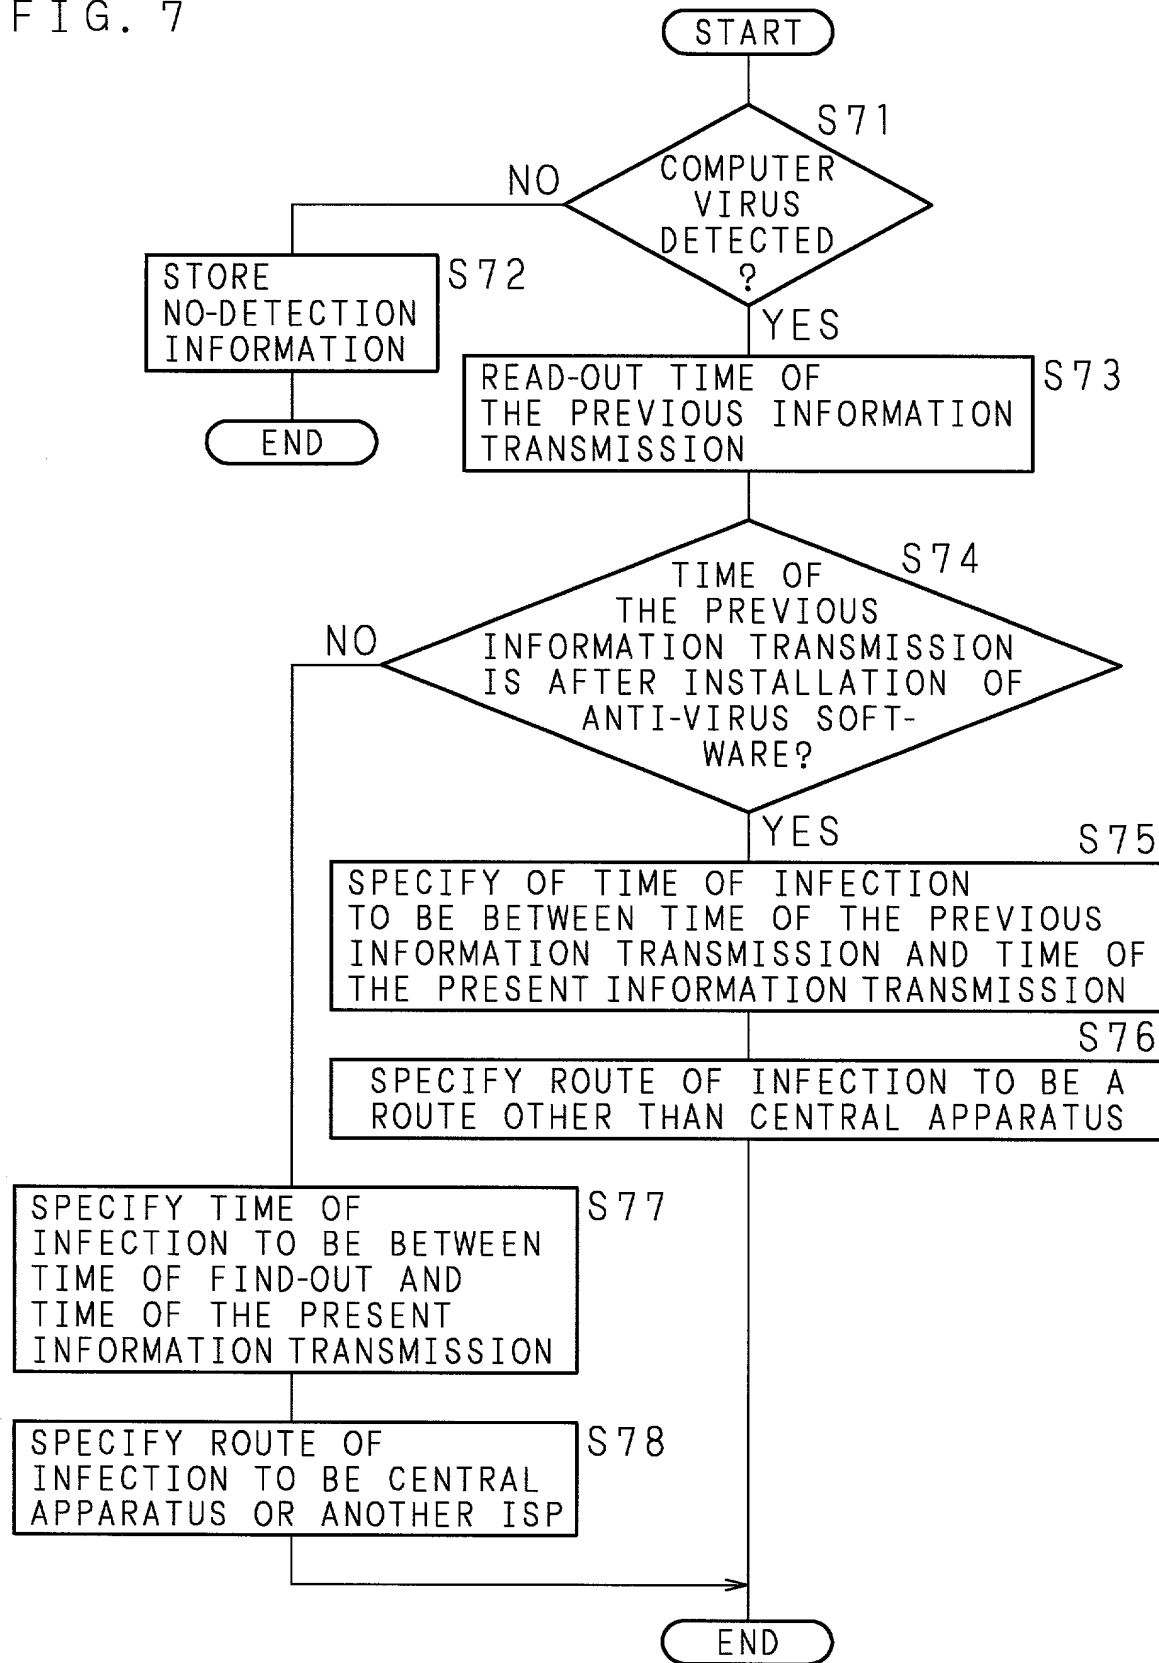 FIG. 7
START
S71
COMPUTER
VIRUS
DETECTED
?
NO
YES
STORE
NO-DETECTION
INFORMATION
S72
END
READ-OUT TIME OF
THE PREVIOUS INFORMATION
TRANSMISSION
S73
S74
TIME OF
THE PREVIOUS
INFORMATION TRANSMISSION
IS AFTER INSTALLATION OF
ANTI-VIRUS SOFT-
WARE?
NO
YES
S75
SPECIFY OF TIME OF INFECTION
TO BE BETWEEN TIME OF THE PREVIOUS
INFORMATION TRANSMISSION AND TIME OF
THE PRESENT INFORMATION TRANSMISSION
S76
SPECIFY ROUTE OF INFECTION TO BE A
ROUTE OTHER THAN CENTRAL APPARATUS
SPECIFY TIME OF
INFECTION TO BE BETWEEN
TIME OF FIND-OUT AND
TIME OF THE PRESENT
INFORMATION TRANSMISSION
S77
SPECIFY ROUTE OF
INFECTION TO BE CENTRAL
APPARATUS OR ANOTHER ISP
S78
END